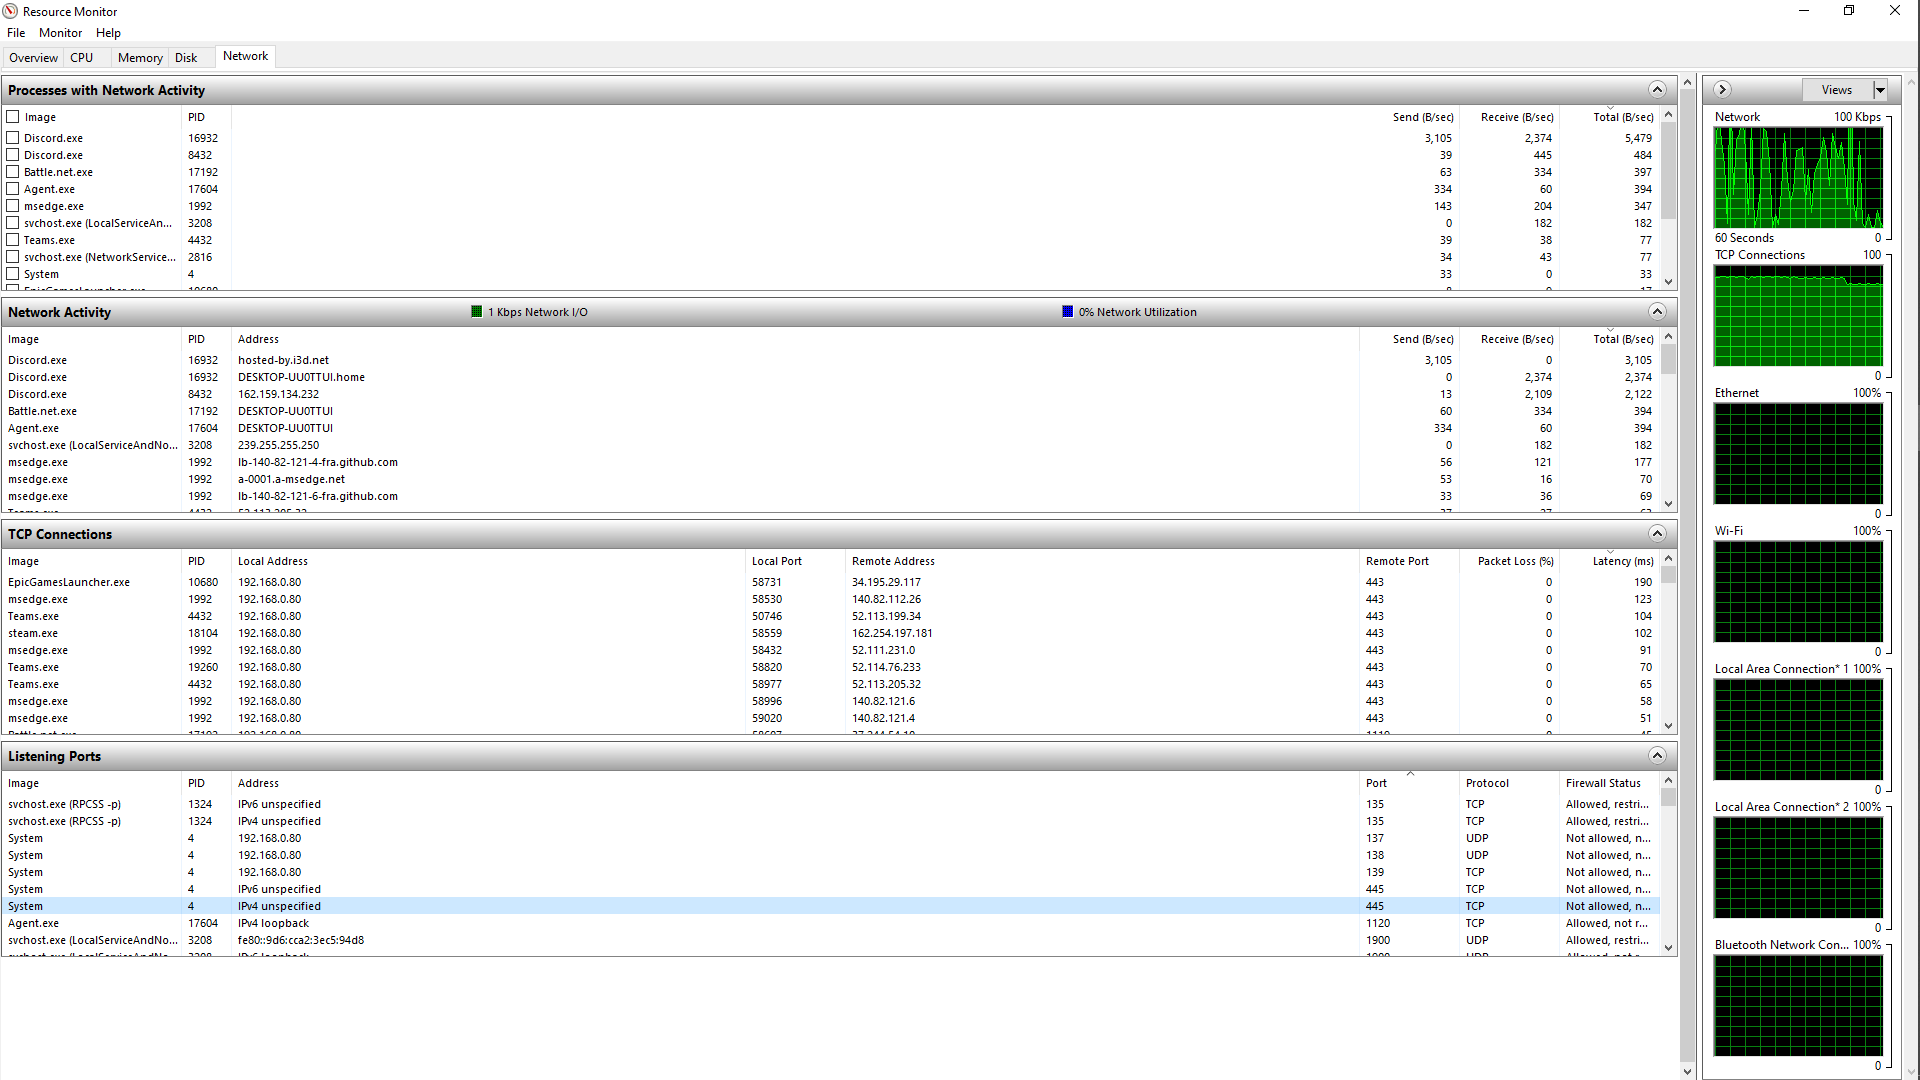 Resource Monitor
File Monitor Help
Overview CPU Memory Disk Network
Processes with Network Activity
Image PID Send (B/sec) Receive (B/sec) Total (B/sec)
Discord.exe 16932 3,105 2,374 5,479
Discord.exe 8432 39 445 484
Battle.net.exe 17192 63 334 397
Agent.exe 17604 334 60 394
msedge.exe 1992 143 204 347
svchost.exe (LocalServiceAn... 3208 0 182 182
Teams.exe 4432 39 38 77
svchost.exe (NetworkService... 2816 34 43 77
System 4 33 0 33
Network Activity 1 Kbps Network I/O 0% Network Utilization
Image PID Address Send (B/sec) Receive (B/sec) Total (B/sec)
Discord.exe 16932 hosted-by.i3d.net 3,105 0 3,105
Discord.exe 16932 DESKTOP-UU0TTUI.home 0 2,374 2,374
Discord.exe 8432 162.159.134.232 13 2,109 2,122
Battle.net.exe 17192 DESKTOP-UU0TTUI 60 334 394
Agent.exe 17604 DESKTOP-UU0TTUI 334 60 394
svchost.exe (LocalServiceAndNo... 3208 239.255.255.250 0 182 182
msedge.exe 1992 lb-140-82-121-4-fra.github.com 56 121 177
msedge.exe 1992 a-0001.a-msedge.net 53 16 70
msedge.exe 1992 lb-140-82-121-6-fra.github.com 33 36 69
TCP Connections
Image PID Local Address Local Port Remote Address Remote Port Packet Loss (%) Latency (ms)
EpicGamesLauncher.exe 10680 192.168.0.80 58731 34.195.29.117 443 0 190
msedge.exe 1992 192.168.0.80 58530 140.82.112.26 443 0 123
Teams.exe 4432 192.168.0.80 50746 52.113.199.34 443 0 104
steam.exe 18104 192.168.0.80 58559 162.254.197.181 443 0 102
msedge.exe 1992 192.168.0.80 58432 52.111.231.0 443 0 91
Teams.exe 19260 192.168.0.80 58820 52.114.76.233 443 0 70
Teams.exe 4432 192.168.0.80 58977 52.113.205.32 443 0 65
msedge.exe 1992 192.168.0.80 58996 140.82.121.6 443 0 58
msedge.exe 1992 192.168.0.80 59020 140.82.121.4 443 0 51
Listening Ports
Image PID Address Port Protocol Firewall Status
svchost.exe (RPCSS -p) 1324 IPv6 unspecified 135 TCP Allowed, restri...
svchost.exe (RPCSS -p) 1324 IPv4 unspecified 135 TCP Allowed, restri...
System 4 192.168.0.80 137 UDP Not allowed, n...
System 4 192.168.0.80 138 UDP Not allowed, n...
System 4 192.168.0.80 139 TCP Not allowed, n...
System 4 IPv6 unspecified 445 TCP Not allowed, n...
System 4 IPv4 unspecified 445 TCP Not allowed, n...
Agent.exe 17604 IPv4 loopback 1120 TCP Allowed, not r...
svchost.exe (LocalServiceAndNo... 3208 fe80::9d6:cca2:3ec5:94d8 1900 UDP Allowed, restri...
Views
Network 100 Kbps
60 Seconds 0
TCP Connections 100
0
Ethernet 100%
0
Wi-Fi 100%
0
Local Area Connection* 1 100%
0
Local Area Connection* 2 100%
0
Bluetooth Network Con... 100%
0